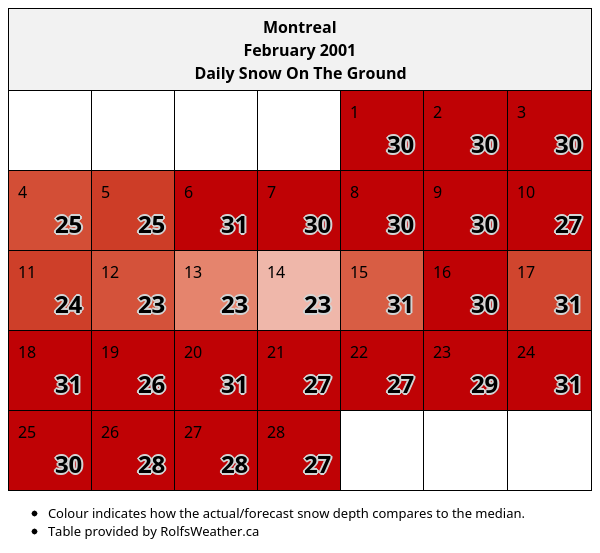 Montreal
February 2001
Daily Snow On The Ground
1 2 3
30 30 30
4 5 6 7 8 9 10
25 25 31 30 30 30 27
11 12 13 14 15 16 17
24 23 23 23 31 30 31
18 19 20 21 22 23 24
31 26 31 27 27 29 31
25 26 27 28
30 28 28 27
• Colour indicates how the actual/forecast snow depth compares to the median.
• Table provided by RolfsWeather.ca